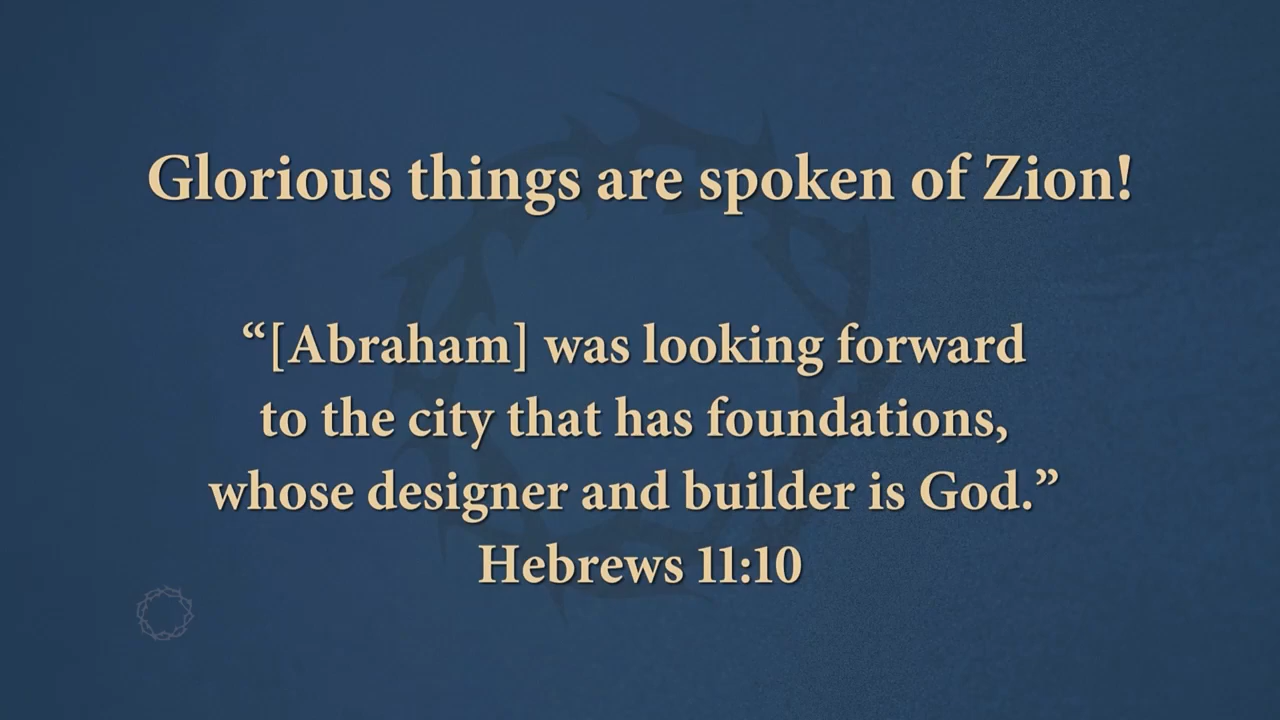 Glorious things are spoken of Zion!
“[Abraham] was looking forward
to the city that has foundations,
whose designer and builder is God.”
Hebrews 11:10